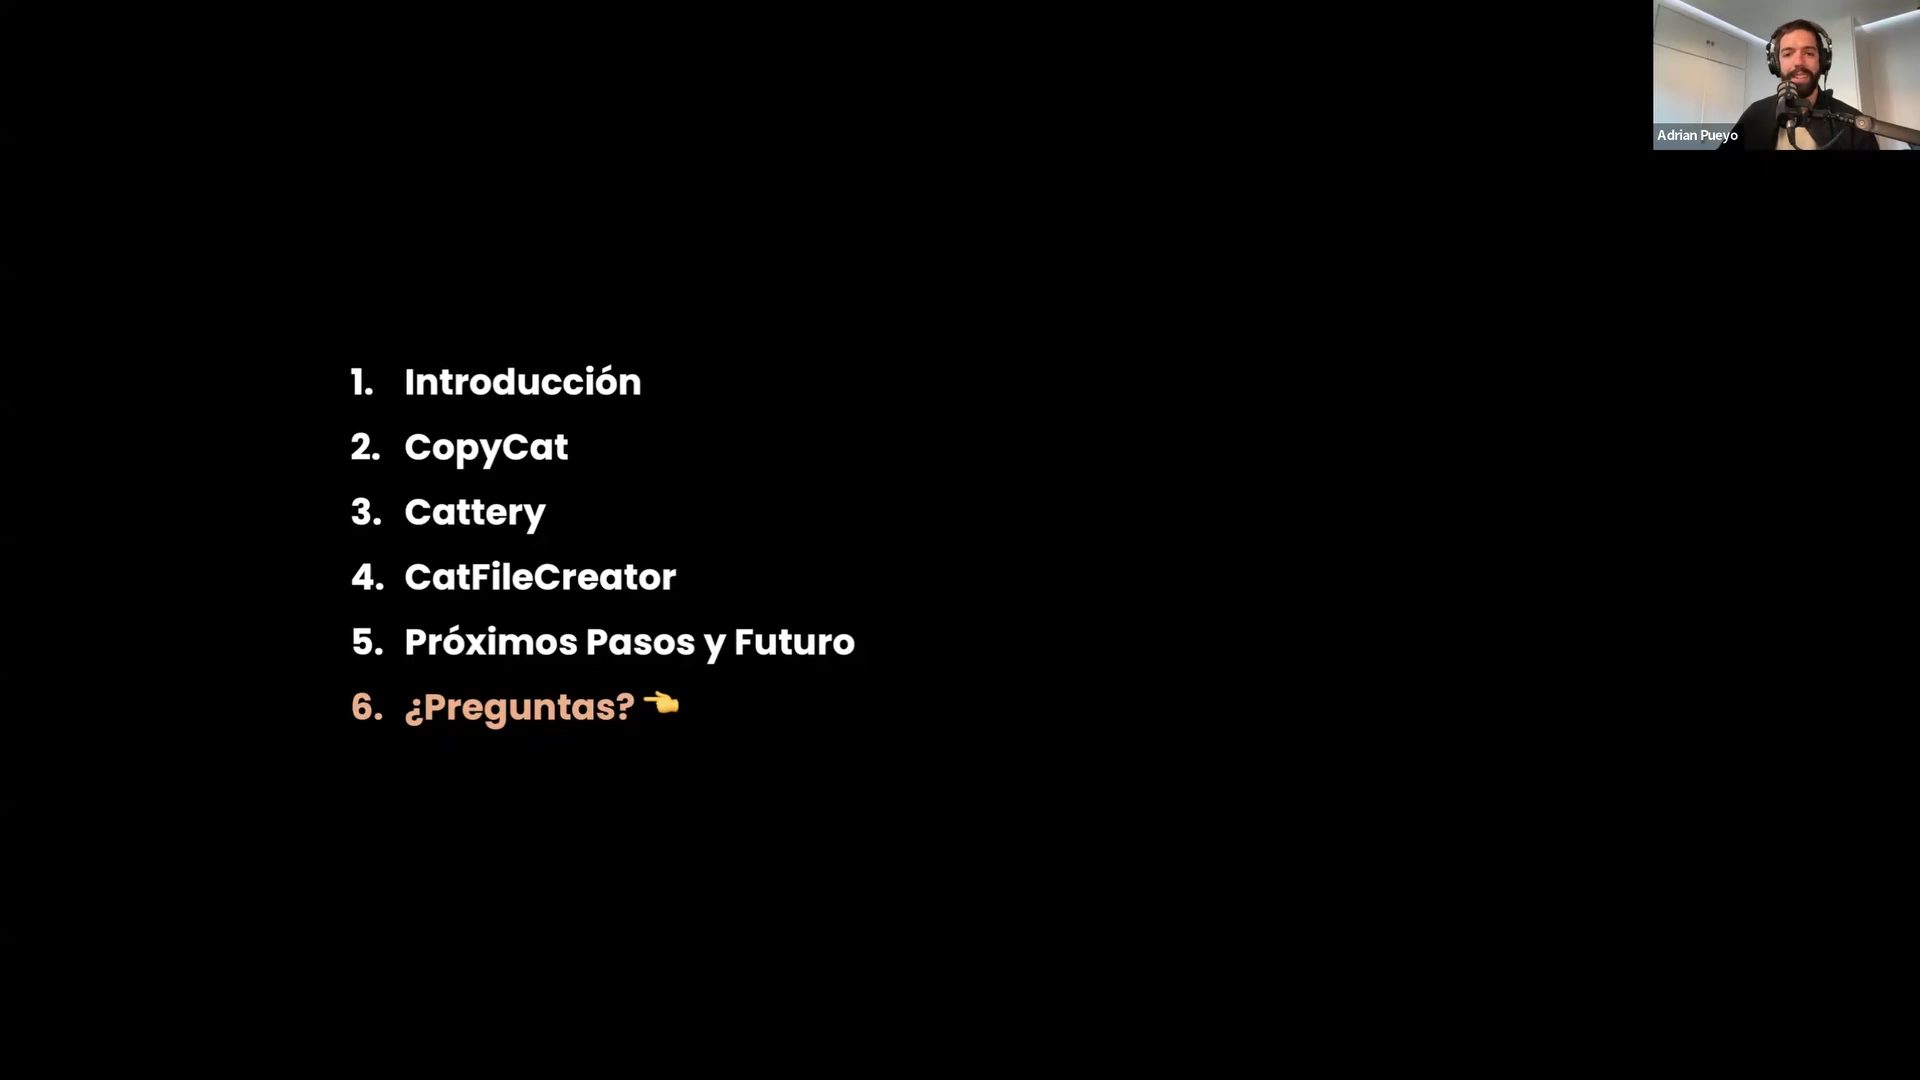 Adrian Pueyo
1. Introducción
2. CopyCat
3. Cattery
4. CatFileCreator
5. Próximos Pasos y Futuro
6. ¿Preguntas? 👈